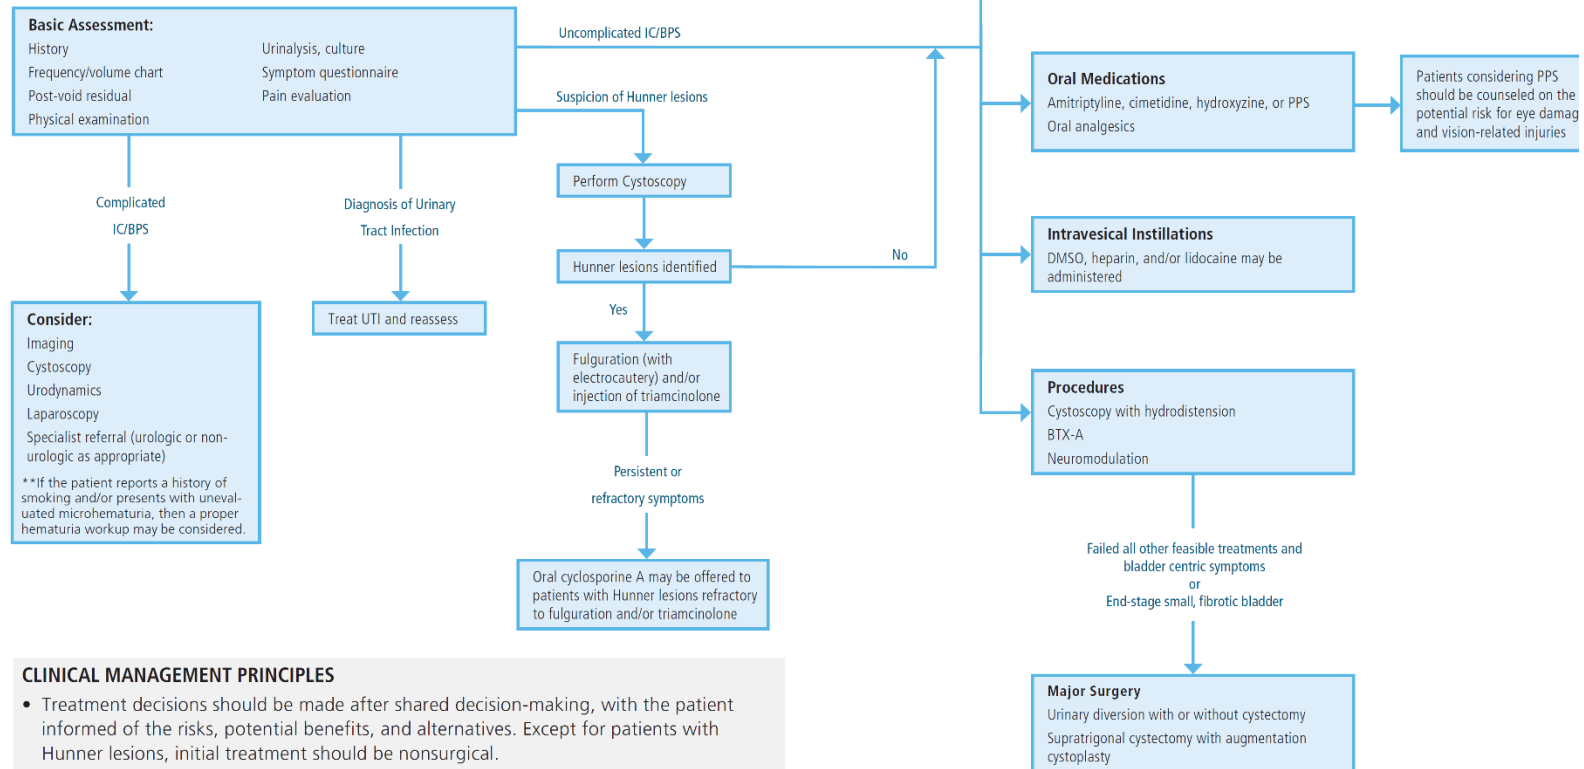 Basic Assessment:
History
Frequency/volume chart
Post-void residual
Physical examination
Urinalysis, culture
Symptom questionnaire
Pain evaluation
Uncomplicated IC/BPS
Suspicion of Hunner lesions
Complicated
IC/BPS
Diagnosis of Urinary
Tract Infection
Consider:
Imaging
Cystoscopy
Urodynamics
Laparoscopy
Specialist referral (urologic or non-
urologic as appropriate)
**If the patient reports a history of
smoking and/or presents with uneval-
uated microhematuria, then a proper
hematuria workup may be considered.
Treat UTI and reassess
Perform Cystoscopy
Hunner lesions identified
No
Yes
Fulguration (with
electrocautery) and/or
injection of triamcinolone
Persistent or
refractory symptoms
Oral cyclosporine A may be offered to
patients with Hunner lesions refractory
to fulguration and/or triamcinolone
Oral Medications
Amitriptyline, cimetidine, hydroxyzine, or PPS
Oral analgesics
Patients considering PPS
should be counseled on the
potential risk for eye damag
and vision-related injuries
Intravesical Instillations
DMSO, heparin, and/or lidocaine may be
administered
Procedures
Cystoscopy with hydrodistension
BTX-A
Neuromodulation
Failed all other feasible treatments and
bladder centric symptoms
or
End-stage small, fibrotic bladder
Major Surgery
Urinary diversion with or without cystectomy
Supratrigonal cystectomy with augmentation
cystoplasty
CLINICAL MANAGEMENT PRINCIPLES
• Treatment decisions should be made after shared decision-making, with the patient
informed of the risks, potential benefits, and alternatives. Except for patients with
Hunner lesions, initial treatment should be nonsurgical.